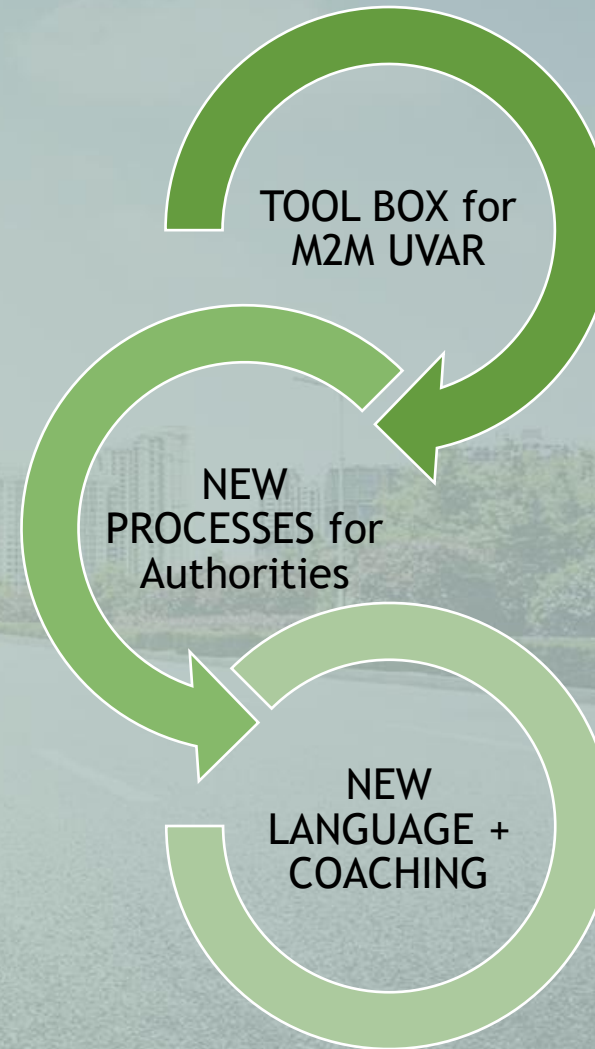 TOOL BOX for
M2M UVAR
NEW
PROCESSES for
Authorities
NEW
LANGUAGE +
COACHING